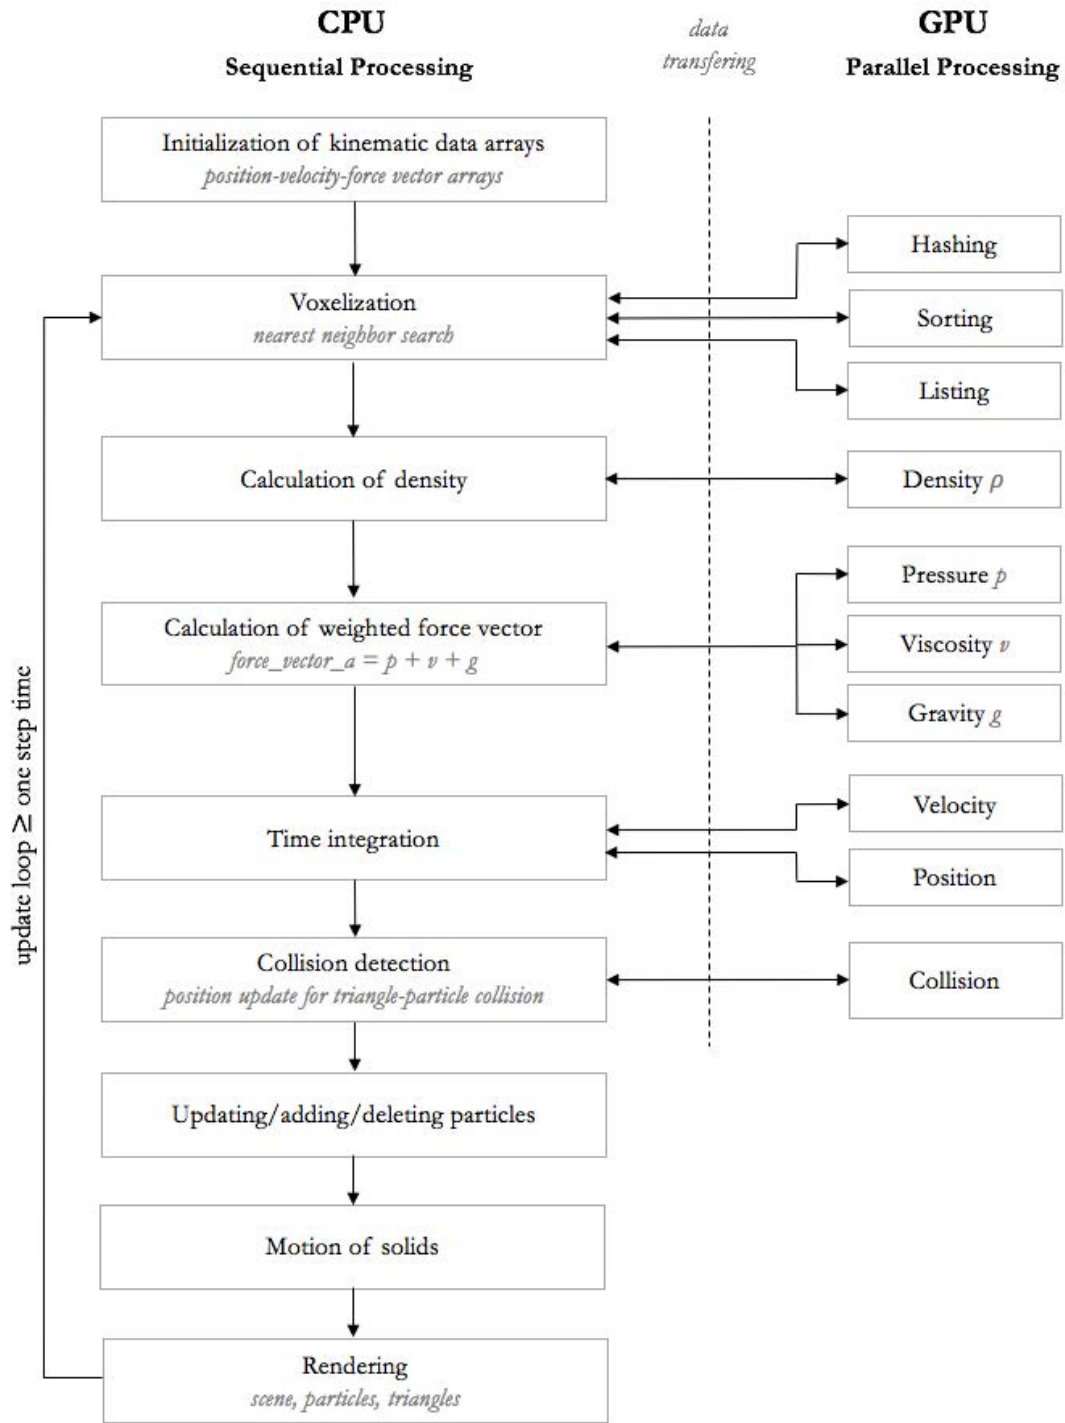 CPU
Sequential Processing
data
transfering
GPU
Parallel Processing
Initialization of kinematic data arrays
position-velocity-force vector arrays
Hashing
Voxelization
nearest neighbor search
Sorting
Listing
Calculation of density
Density ρ
Pressure p
Calculation of weighted force vector
force_vector_a = p + v + g
Viscosity v
Gravity g
update loop ≥ one step time
Velocity
Time integration
Position
Collision detection
position update for triangle-particle collision
Collision
Updating/adding/deleting particles
Motion of solids
Rendering
scene, particles, triangles